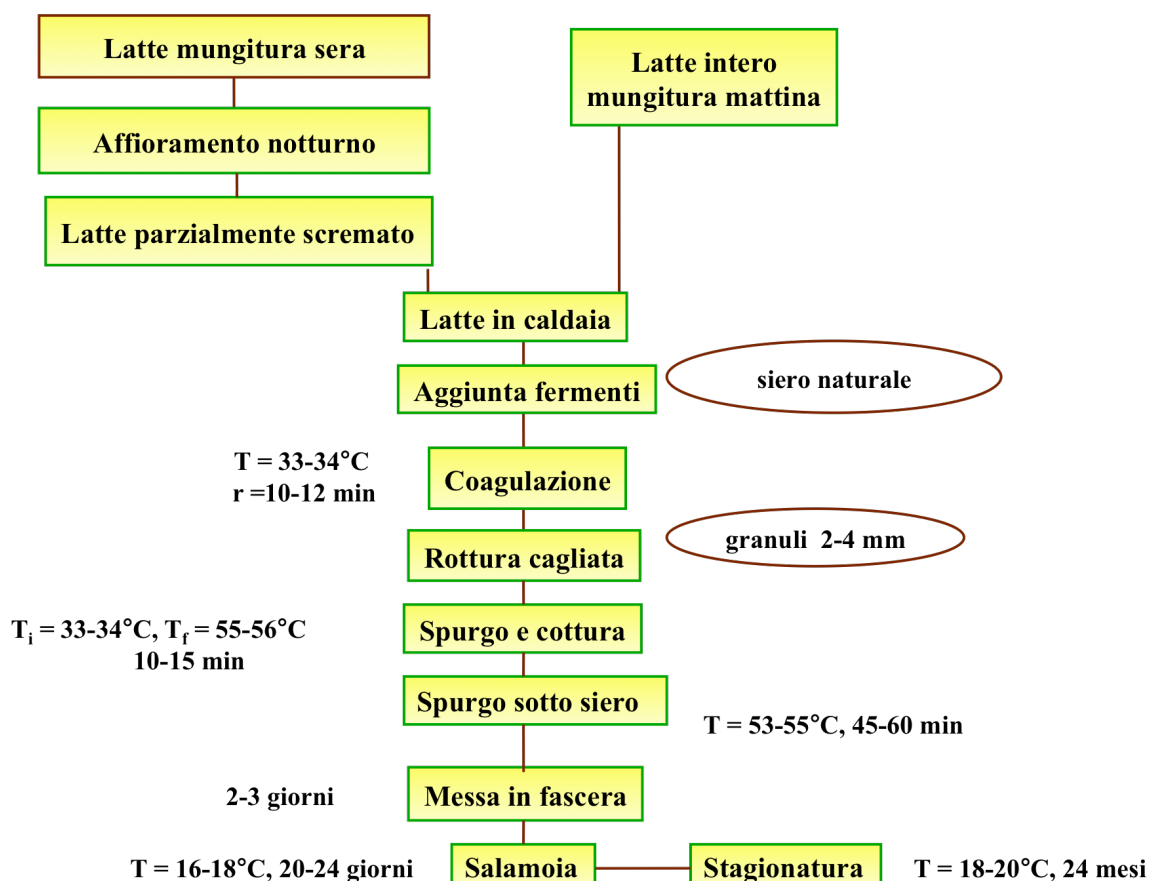 Latte mungitura sera
Latte intero
mungitura mattina
Affioramento notturno
Latte parzialmente scremato
Latte in caldaia
Aggiunta fermenti
siero naturale
T = 33-34°C
r =10-12 min
Coagulazione
Rottura cagliata
granuli 2-4 mm
Ti = 33-34°C, Tf = 55-56°C
10-15 min
Spurgo e cottura
Spurgo sotto siero
T = 53-55°C, 45-60 min
2-3 giorni
Messa in fascera
T = 16-18°C, 20-24 giorni
Salamoia
Stagionatura
T = 18-20°C, 24 mesi